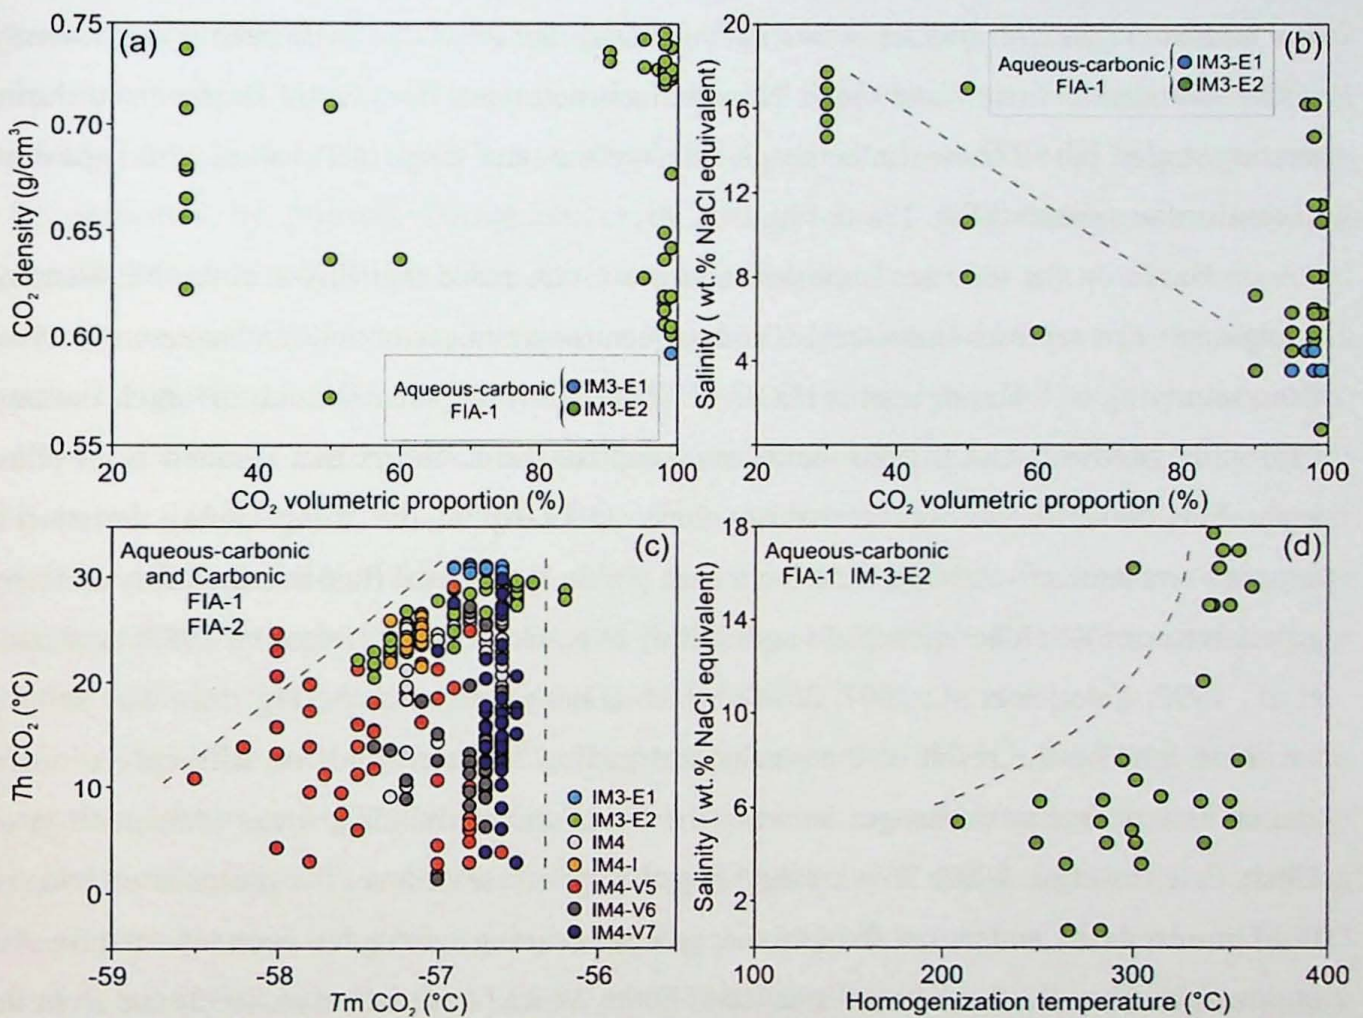 (a)
0.75
0.70
0.65
0.60
0.55
CO2 density (g/cm3)
Aqueous-carbonic
FIA-1
IM3-E1
IM3-E2
20
40
60
80
100
CO2 volumetric proportion (%)
(b)
20
16
12
8
4
Salinity ( wt.% NaCl equivalent)
Aqueous-carbonic
FIA-1
IM3-E1
IM3-E2
20
40
60
80
100
CO2 volumetric proportion (%)
(c)
Aqueous-carbonic
and Carbonic
FIA-1
FIA-2
30
20
10
0
Th CO2 (°C)
IM3-E1
IM3-E2
IM4
IM4-I
IM4-V5
IM4-V6
IM4-V7
-59
-58
-57
-56
Tm CO2 (°C)
(d)
Aqueous-carbonic
FIA-1 IM-3-E2
18
14
10
6
2
Salinity wt.% NaCl equivalent)
100
200
300
400
Homogenization temperature (°C)